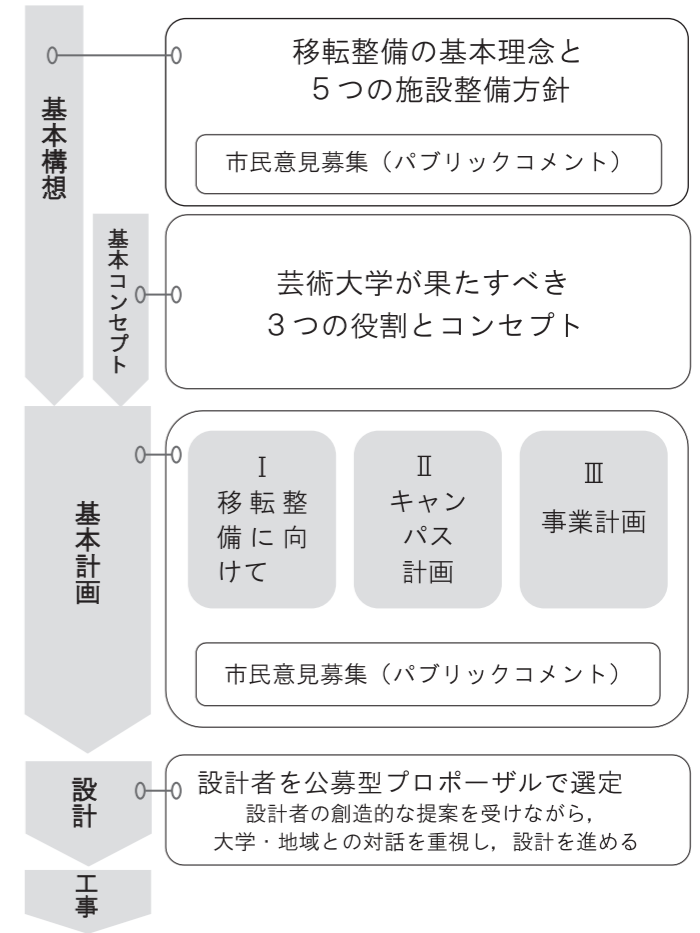 基本構想
移転整備の基本理念と
５つの施設整備方針
市民意見募集（パブリックコメント）
基本コンセプト
芸術大学が果たすべき
３つの役割とコンセプト
基本計画
Ⅰ
移転整
備に向
けて
Ⅱ
キャン
パス
計画
Ⅲ
事業計画
市民意見募集（パブリックコメント）
設計
設計者を公募型プロポーザルで選定
設計者の創造的な提案を受けながら，
大学・地域との対話を重視し，設計を進める
工事